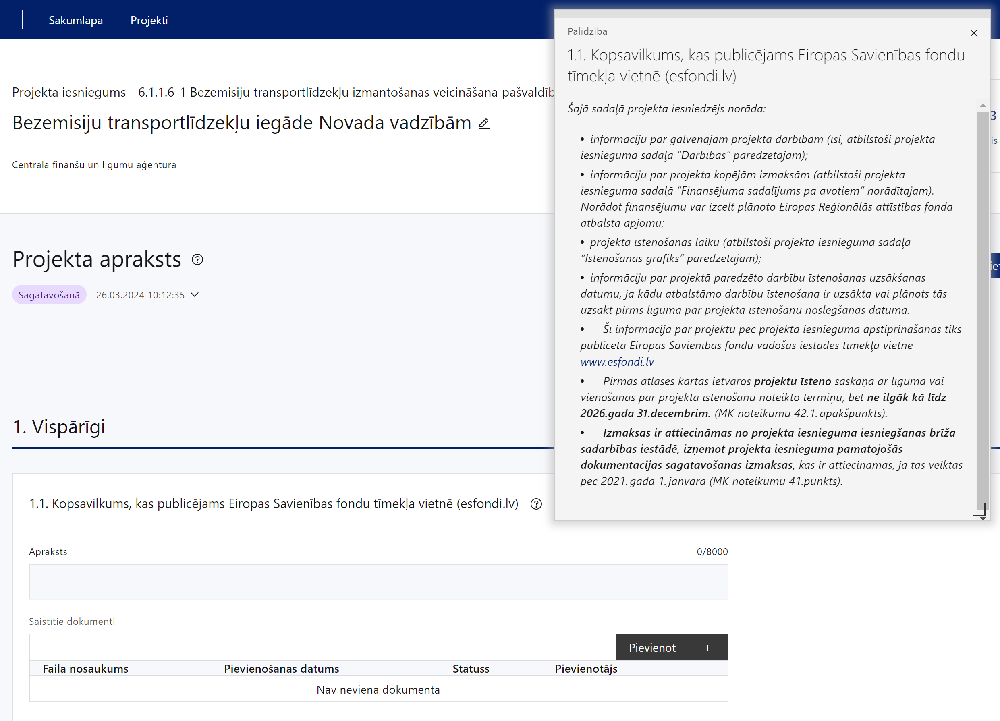 Sākumlapa Projekti
Projekta iesniegums - 6.1.1.6-1 Bezemisiju transportlīdzekļu izmantošanas veicināšana
Bezemisiju transportlīdzekļu iegāde Novada vadzībām
Centrālā finanšu un līgumu aģentūra
Projekta apraksts
Sagatavošanā 26.03.2024 10:12:35
1. Vispārīgi
Palīdzība
1.1. Kopsavilkums, kas publicējams Eiropas Savienības fondu
tīmekļa vietnē (esfondi.lv)
Šajā sadaļā projekta iesniedzējs norāda:
• informāciju par galvenajām projekta darbībām (īsi, atbilstoši projekta
iesnieguma sadaļā “Darbības” paredzētajam);
• informāciju par projekta kopējām izmaksām (atbilstoši projekta
iesnieguma sadaļā “Finansējuma sadalījums pa avotiem” norādītajam).
Norādot finansējumu var izcelt plānoto Eiropas Reģionālās attīstības fonda
atbalsta apjomu;
• projekta īstenošanas laiku (atbilstoši projekta iesnieguma sadaļā
“Īstenošanas grafiks” paredzētajam);
• informāciju par projektā paredzēto darbību īstenošanas uzsākšanas
datumu, ja kādu atbalstāmo darbību īstenošana ir uzsākta vai plānots tās
uzsākt pirms līguma par projekta īstenošanu noslēgšanas datuma.
• Šī informācija par projektu pēc projekta iesnieguma apstiprināšanas tiks
publicēta Eiropas Savienības fondu vadošās iestādes tīmekļa vietnē
www.esfondi.lv
• Pirmās atlases kārtas ietvaros projektu īsteno saskaņā ar līguma vai
vienošanās par projekta īstenošanu noteikto termiņu, bet ne ilgāk kā līdz
2026.gada 31.decembrim. (MK noteikumu 42.1. apakšpunkts).
• Izmaksas ir attiecināmas no projekta iesnieguma iesniegšanas brīža
sadarbības iestādē, izņemot projekta iesnieguma pamatojošās
dokumentācijas sagatavošanas izmaksas, kas ir attiecināmas, ja tās veiktas
pēc 2021. gada 1. janvāra (MK noteikumu 41.punkts).
1.1. Kopsavilkums, kas publicējams Eiropas Savienības fondu tīmekļa vietnē (esfondi.lv)
Apraksts 0/8000
Saistītie dokumenti
Pievienot +
Faila nosaukums Pievienošanas datums Statuss Pievienotājs
Nav neviena dokumenta